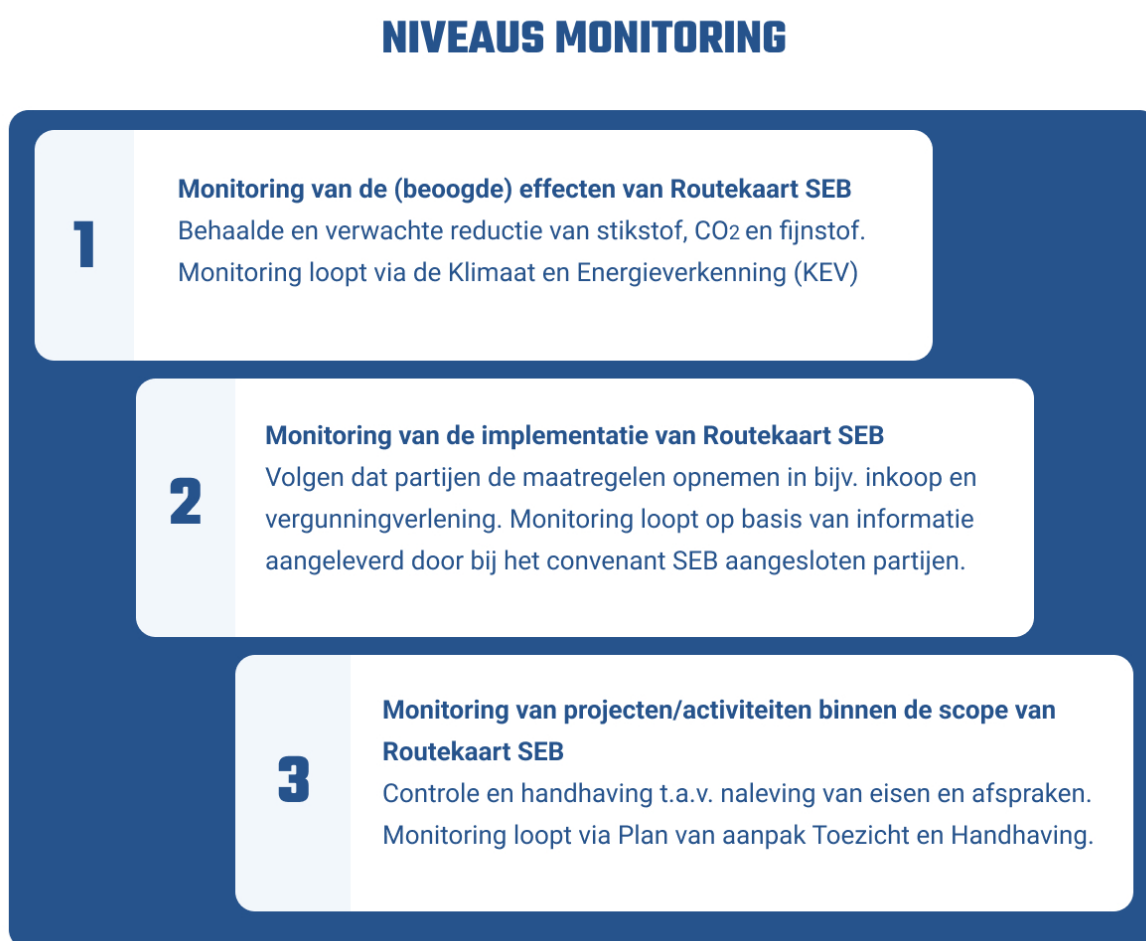 NIVEAUS MONITORING
1
Monitoring van de (beoogde) effecten van Routekaart SEB
Behaalde en verwachte reductie van stikstof, CO2 en fijnstof.
Monitoring loopt via de Klimaat en Energieverkenning (KEV)
2
Monitoring van de implementatie van Routekaart SEB
Volgen dat partijen de maatregelen opnemen in bijv. inkoop en
vergunningverlening. Monitoring loopt op basis van informatie
aangeleverd door bij het convenant SEB aangesloten partijen.
3
Monitoring van projecten/activiteiten binnen de scope van
Routekaart SEB
Controle en handhaving t.a.v. naleving van eisen en afspraken.
Monitoring loopt via Plan van aanpak Toezicht en Handhaving.